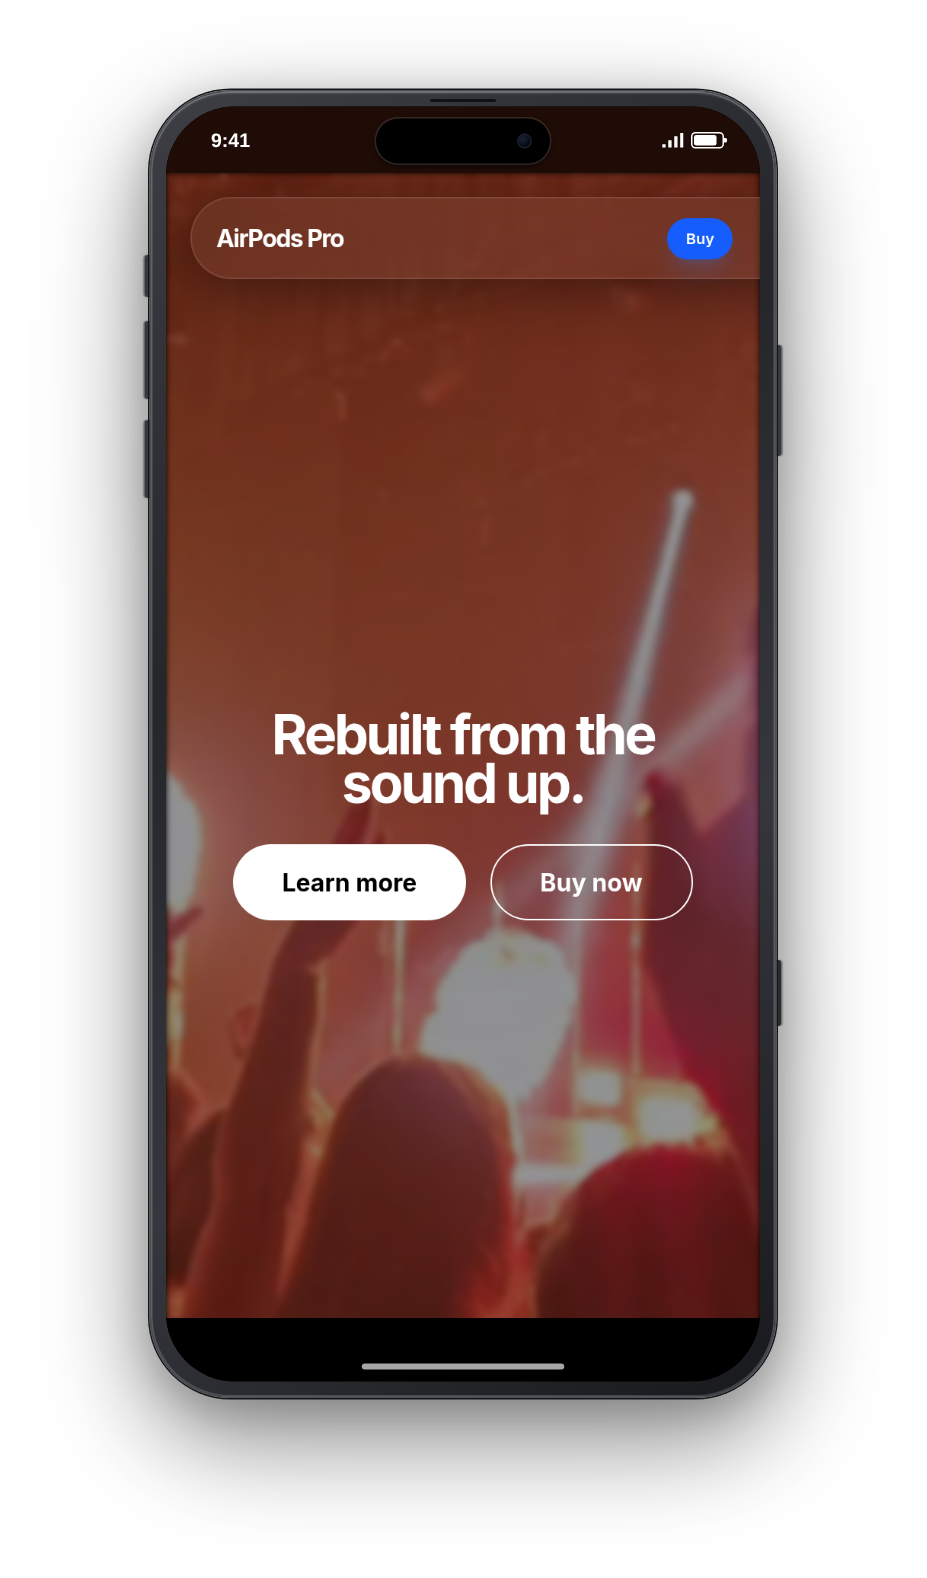 9:41
AirPods Pro
Buy
Rebuilt from the
sound up.
Learn more
Buy now